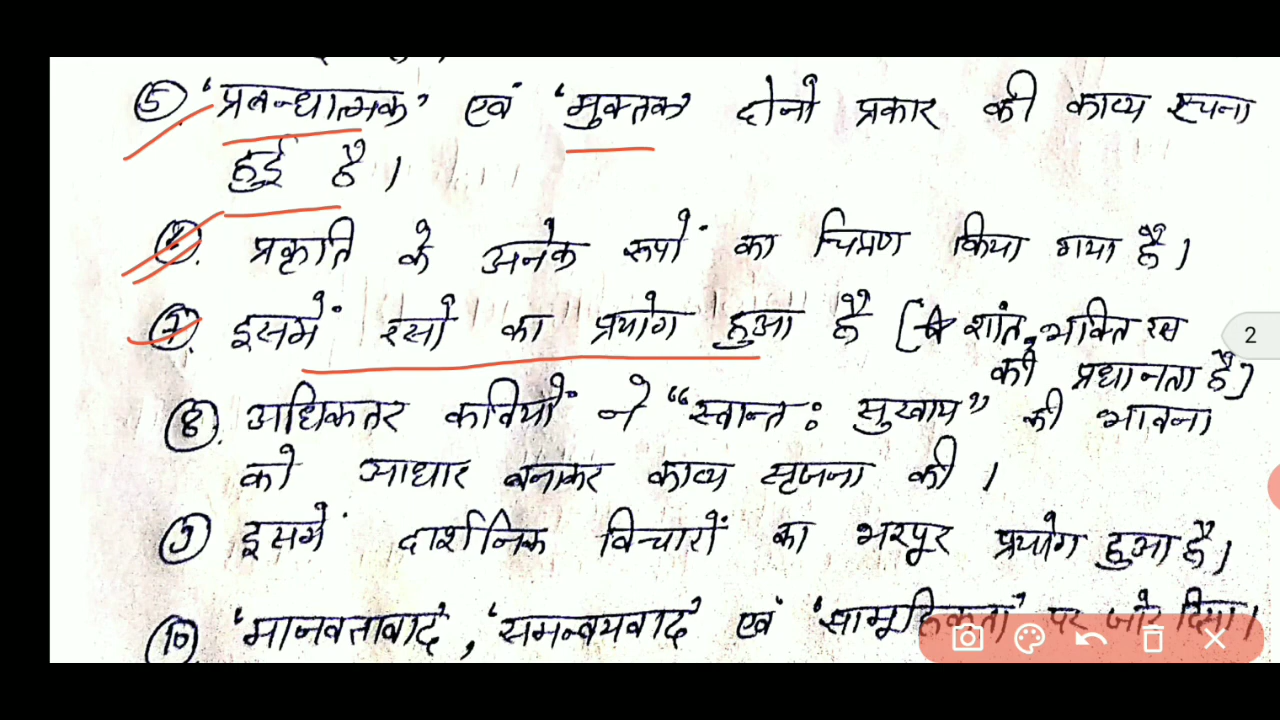 ⑤. ‘प्रबन्धात्मक’ एवं ‘मुक्तक’ दोनों प्रकार की काव्य रचना
हुई है।
⑥. प्रकृति के अनेक रूपों का चित्रण किया गया है।
⑦. इसमें रसों का प्रयोग हुआ है [शांत, भक्ति रस
की प्रधानता है]
2
⑧. अधिकतर कवियों ने “स्वान्तः सुखाय” की भावना
को आधार बनाकर काव्य सृजना की।
⑨ इसमें दार्शनिक विचारों का भरपूर प्रयोग हुआ है।
⑩ ‘मानवतावाद’, ‘समन्वयवाद’ एवं ‘सामूहिकता’ पर जोर दिया।